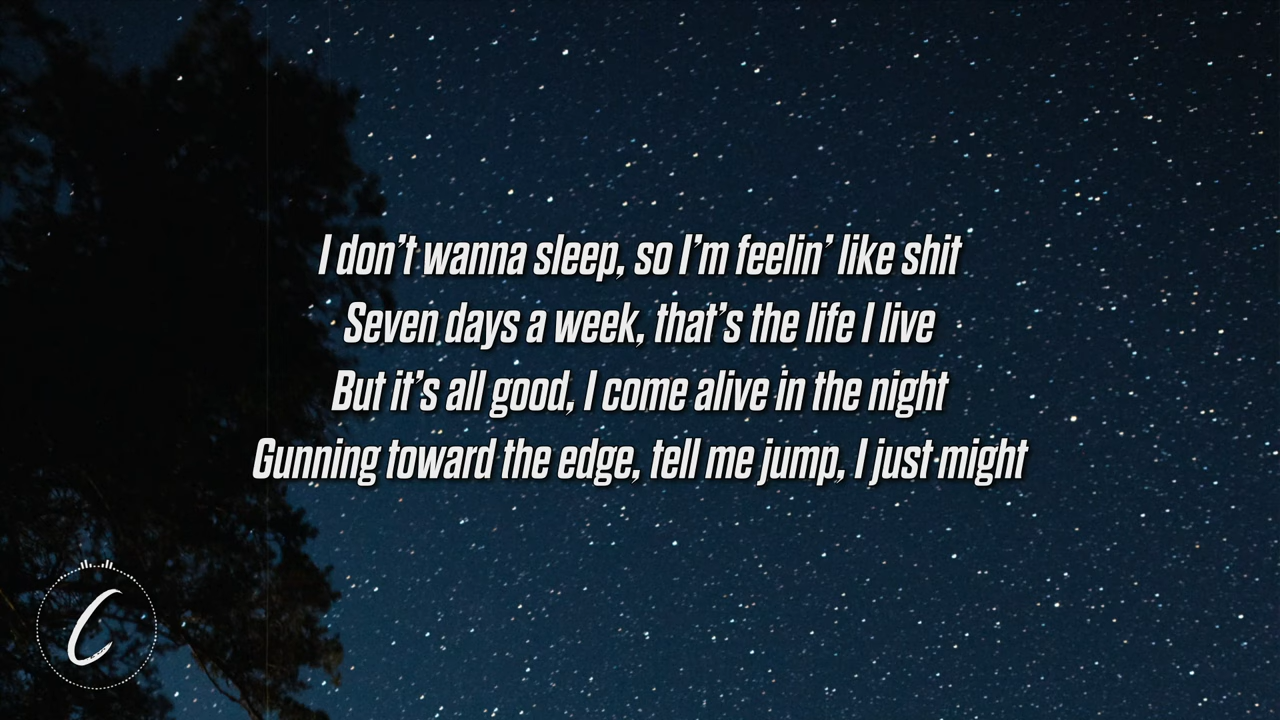 I don’t wanna sleep, so I’m feelin’ like shit
Seven days a week, that’s the life I live
But it’s all good, I come alive in the night
Gunning toward the edge, tell me jump, I just might
C